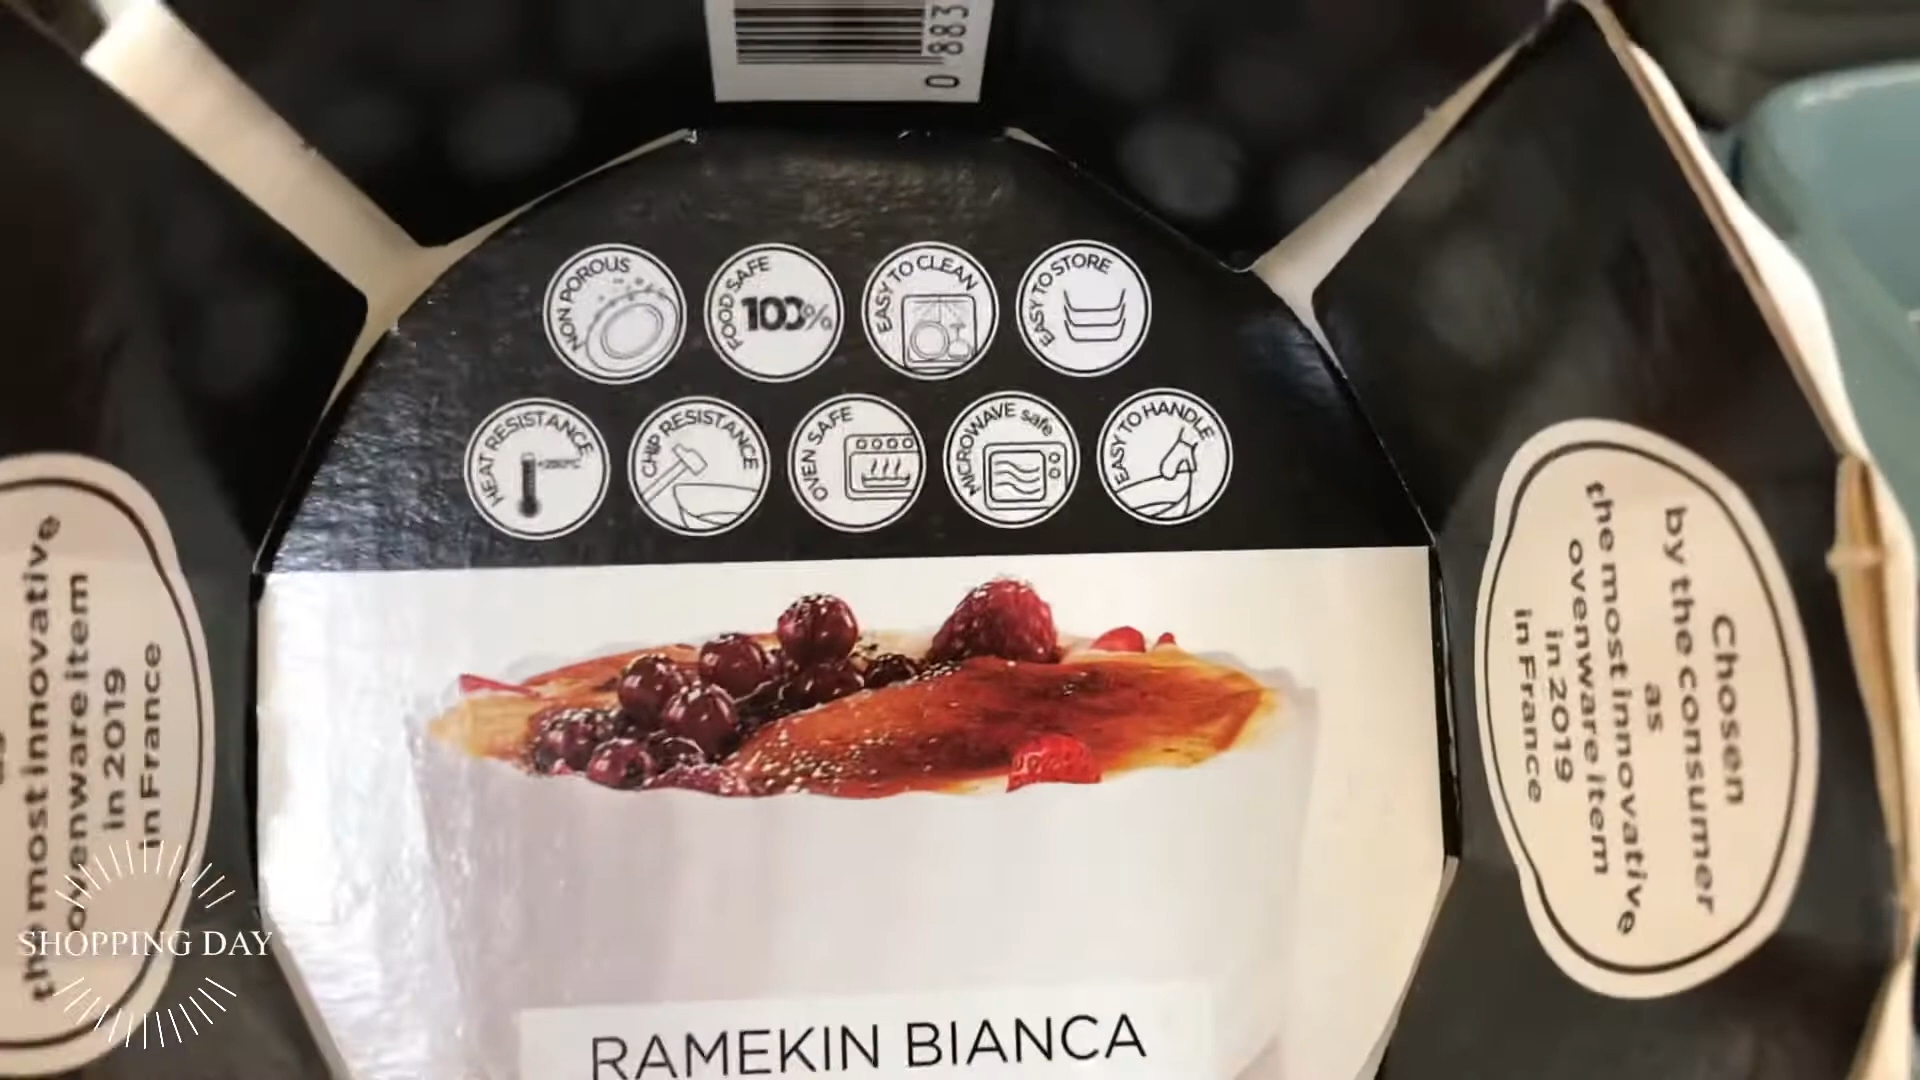 0 883
NON POROUS
FOOD SAFE
100%
EASY TO CLEAN
EASY TO STORE
HEAT RESISTANCE
CHIP RESISTANCE
OVEN SAFE
MICROWAVE safe
EASY TO HANDLE
the most innovative
ovenware item
in 2019
in France
Chosen
by the consumer
as
the most innovative
ovenware item
in 2019
in France
SHOPPING DAY
RAMEKIN BIANCA